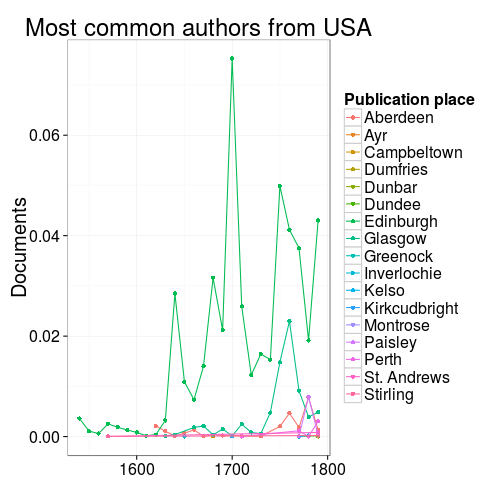 Most common authors from USA
Documents
0.06
0.04
0.02
0.00
1600
1700
1800
Publication place
Aberdeen
Ayr
Campbeltown
Dumfries
Dunbar
Dundee
Edinburgh
Glasgow
Greenock
Inverlochie
Kelso
Kirkcudbright
Montrose
Paisley
Perth
St. Andrews
Stirling